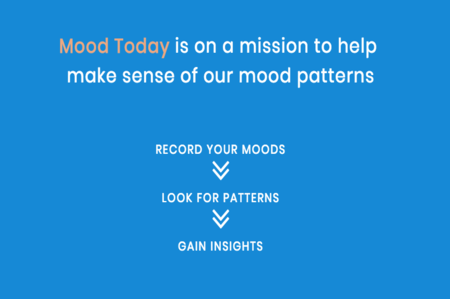 Mood Today is on a mission to help
make sense of our mood patterns
RECORD YOUR MOODS
LOOK FOR PATTERNS
GAIN INSIGHTS